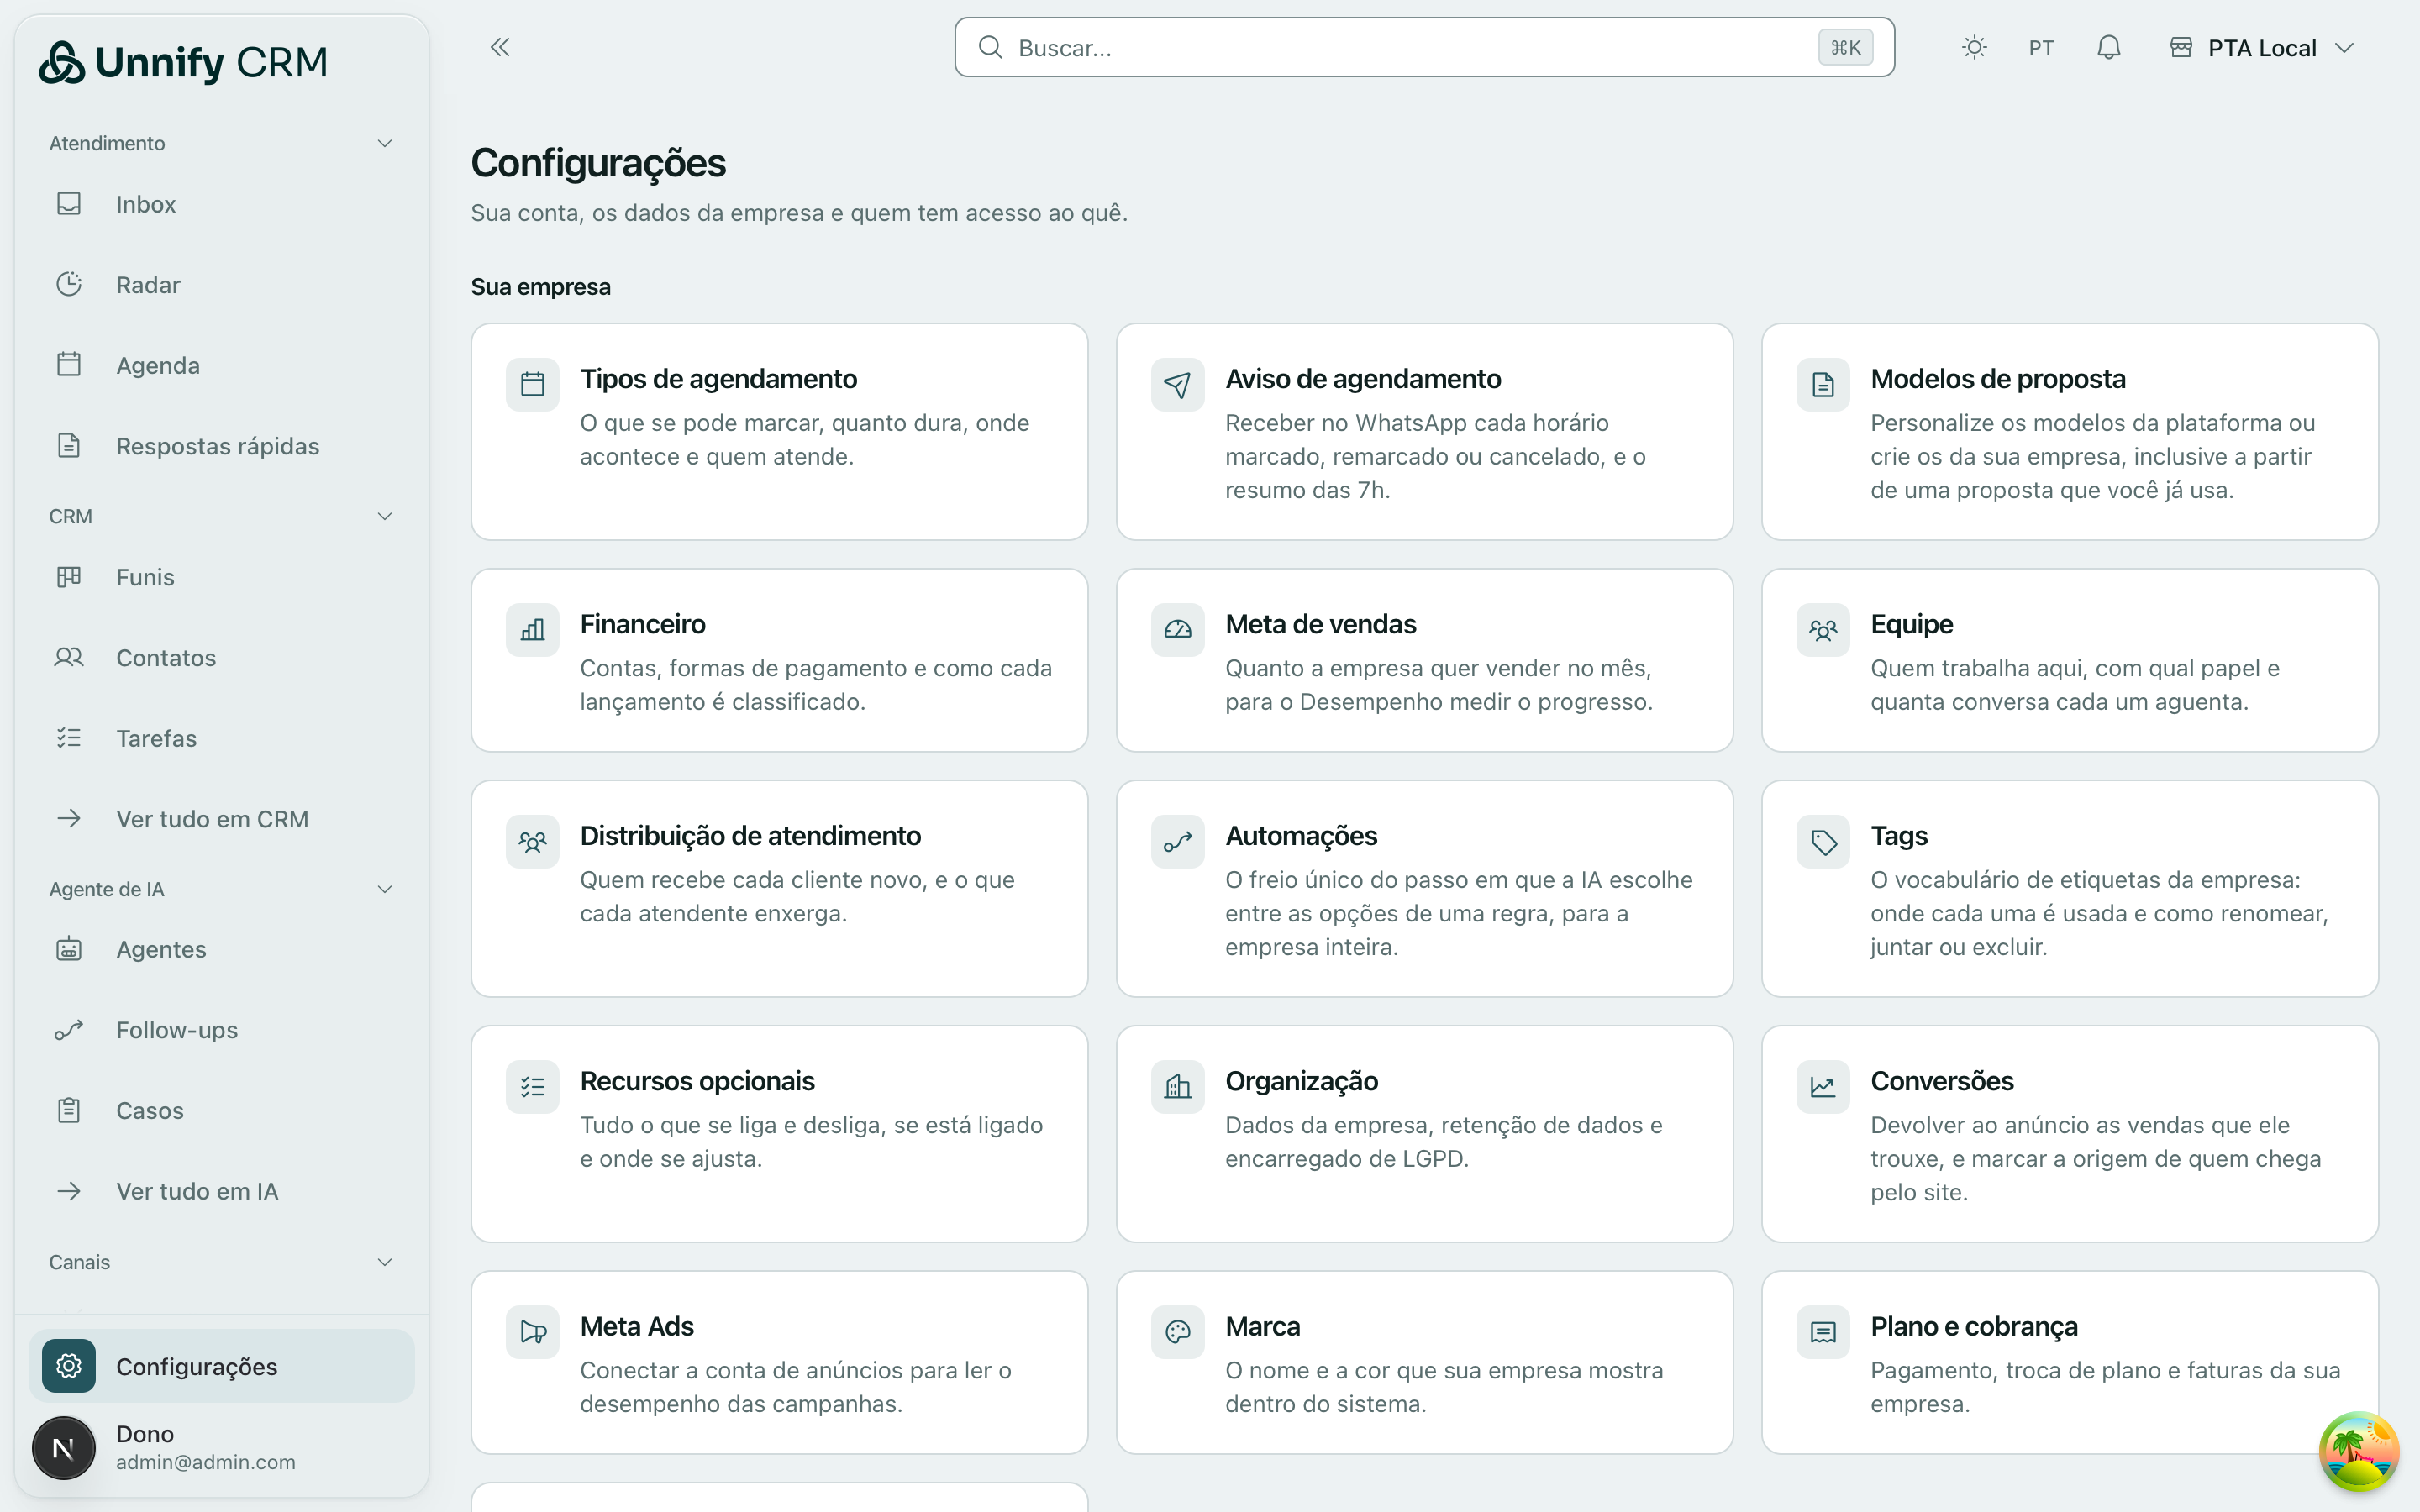 Unnify CRM
Buscar...
⌘K
PT
PTA Local
Atendimento
Inbox
Radar
Agenda
Respostas rápidas
CRM
Funis
Contatos
Tarefas
Ver tudo em CRM
Agente de IA
Agentes
Follow-ups
Casos
Ver tudo em IA
Canais
Configurações
N
Dono
admin@admin.com
Configurações
Sua conta, os dados da empresa e quem tem acesso ao quê.
Sua empresa
Tipos de agendamento
O que se pode marcar, quanto dura, onde
acontece e quem atende.
Aviso de agendamento
Receber no WhatsApp cada horário
marcado, remarcado ou cancelado, e o
resumo das 7h.
Modelos de proposta
Personalize os modelos da plataforma ou
crie os da sua empresa, inclusive a partir
de uma proposta que você já usa.
Financeiro
Contas, formas de pagamento e como cada
lançamento é classificado.
Meta de vendas
Quanto a empresa quer vender no mês,
para o Desempenho medir o progresso.
Equipe
Quem trabalha aqui, com qual papel e
quanta conversa cada um aguenta.
Distribuição de atendimento
Quem recebe cada cliente novo, e o que
cada atendente enxerga.
Automações
O freio único do passo em que a IA escolhe
entre as opções de uma regra, para a
empresa inteira.
Tags
O vocabulário de etiquetas da empresa:
onde cada uma é usada e como renomear,
juntar ou excluir.
Recursos opcionais
Tudo o que se liga e desliga, se está ligado
e onde se ajusta.
Organização
Dados da empresa, retenção de dados e
encarregado de LGPD.
Conversões
Devolver ao anúncio as vendas que ele
trouxe, e marcar a origem de quem chega
pelo site.
Meta Ads
Conectar a conta de anúncios para ler o
desempenho das campanhas.
Marca
O nome e a cor que sua empresa mostra
dentro do sistema.
Plano e cobrança
Pagamento, troca de plano e faturas da sua
empresa.